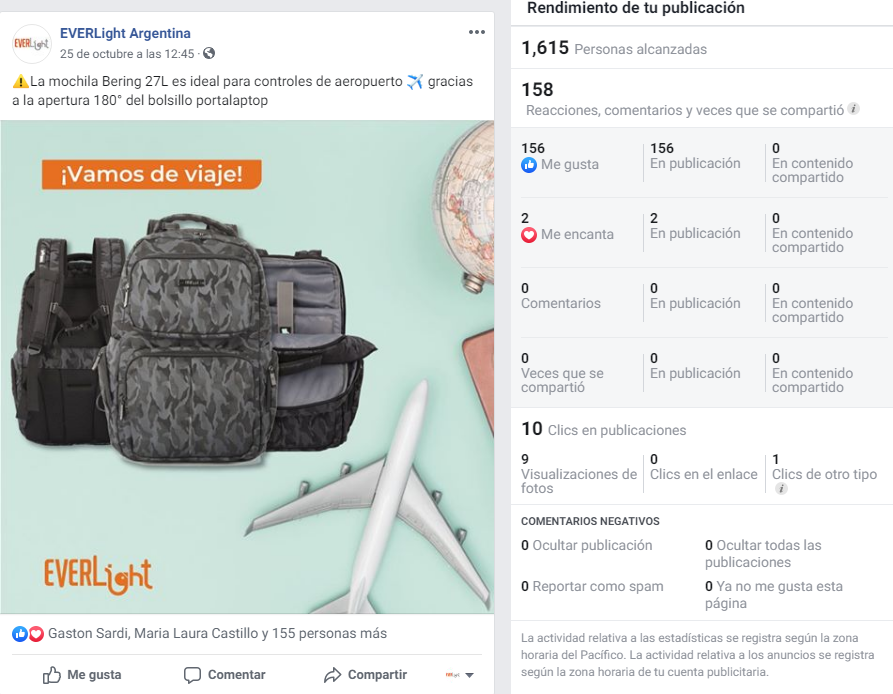 EVERLight Argentina
25 de octubre a las 12:45 ·
⚠️La mochila Bering 27L es ideal para controles de aeropuerto ✈️ gracias
a la apertura 180° del bolsillo portalaptop
¡Vamos de viaje!
EVERLight
Gaston Sardi, Maria Laura Castillo y 155 personas más
Me gusta
Comentar
Compartir
Rendimiento de tu publicación
1,615 Personas alcanzadas
158
Reacciones, comentarios y veces que se compartió
156
Me gusta
156
En publicación
0
En contenido
compartido
2
Me encanta
2
En publicación
0
En contenido
compartido
0
Comentarios
0
En publicación
0
En contenido
compartido
0
Veces que se
compartió
0
En publicación
0
En contenido
compartido
10 Clics en publicaciones
9
Visualizaciones de
fotos
0
Clics en el enlace
1
Clics de otro tipo
COMENTARIOS NEGATIVOS
0 Ocultar publicación
0 Ocultar todas las
publicaciones
0 Reportar como spam
0 Ya no me gusta esta
página
La actividad relativa a las estadísticas se registra según la zona
horaria del Pacífico. La actividad relativa a los anuncios se registra
según la zona horaria de tu cuenta publicitaria.